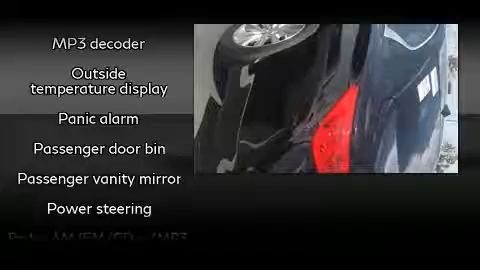 MP3 decoder
Outside
temperature display
Panic alarm
Passenger door bin
Passenger vanity mirror
Power steering